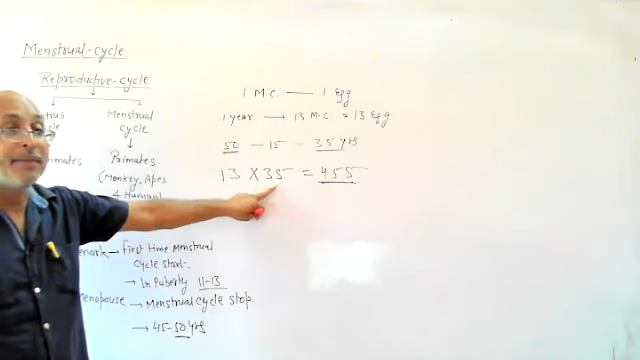 Menstrual-cycle
Reproductive-cycle
Menstrual
cycle
Primates
(Monkey, Apes
& Human)
1 M.C. — 1 Egg
1 year → 13 M.C = 13 Egg
50 - 15 = 35 yrs
13 X 35 = 455
→ First time Menstrual
Cycle start.
→ In Puberty 11-13
→ Menstrual Cycle stop.
→ 45-50 yrs